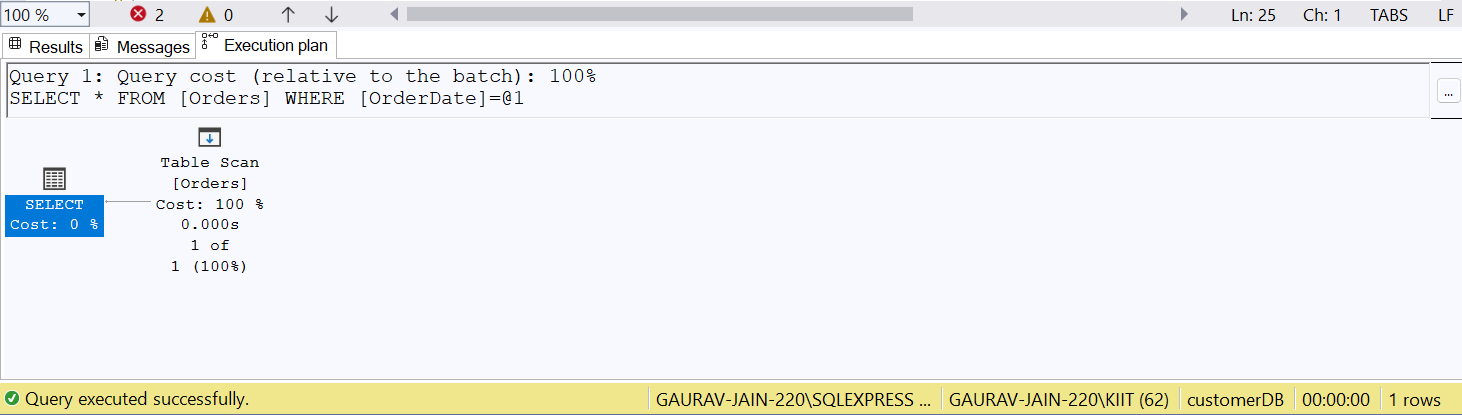 100 % 2 0 Ln: 25 Ch: 1 TABS LF
Results Messages Execution plan
Query 1: Query cost (relative to the batch): 100%
SELECT * FROM [Orders] WHERE [OrderDate]=@1
...
Table Scan
[Orders]
Cost: 100 %
0.000s
1 of
1 (100%)
SELECT
Cost: 0 %
Query executed successfully. GAURAV-JAIN-220\SQLEXPRESS ... GAURAV-JAIN-220\KIIT (62) customerDB 00:00:00 1 rows